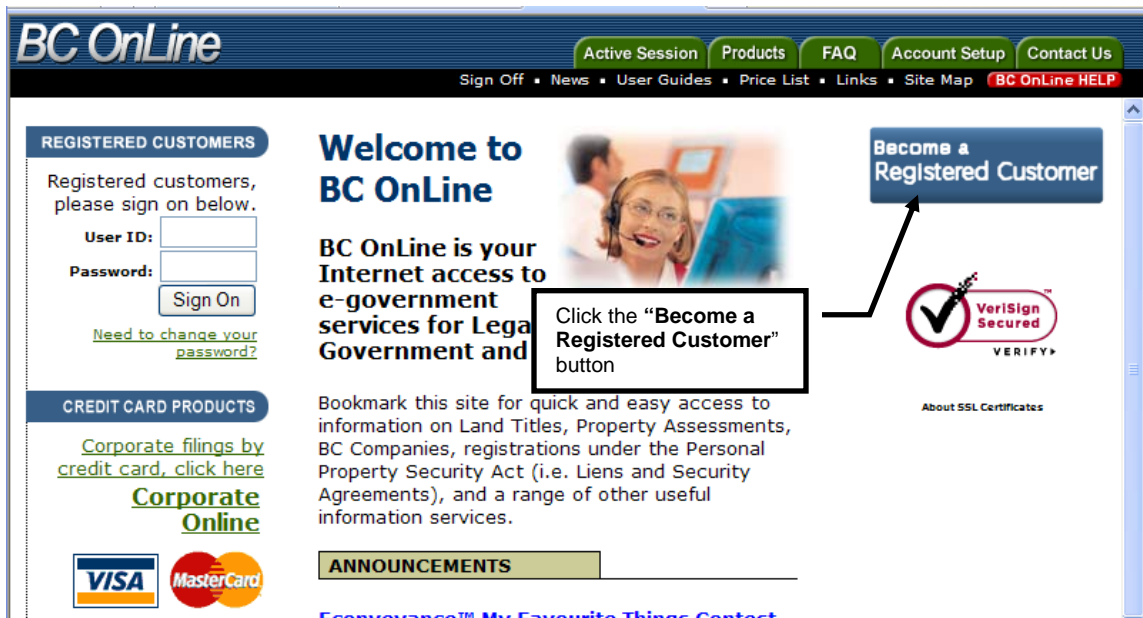 BC OnLine
Active Session Products FAQ Account Setup Contact Us
Sign Off ▪ News ▪ User Guides ▪ Price List ▪ Links ▪ Site Map BC OnLine HELP
REGISTERED CUSTOMERS
Registered customers,
please sign on below.
User ID:
Password:
Sign On
Need to change your
password?
CREDIT CARD PRODUCTS
Corporate filings by
credit card, click here
Corporate
Online
VISA MasterCard
Welcome to
BC OnLine
BC OnLine is your
Internet access to
e-government
services for Lega
Government and
Click the “Become a
Registered Customer”
button
Bookmark this site for quick and easy access to
information on Land Titles, Property Assessments,
BC Companies, registrations under the Personal
Property Security Act (i.e. Liens and Security
Agreements), and a range of other useful
information services.
ANNOUNCEMENTS
Econveyance™ My Favourite Things Contest
Become a
Registered Customer
VeriSign™
Secured
VERIFY▸
About SSL Certificates